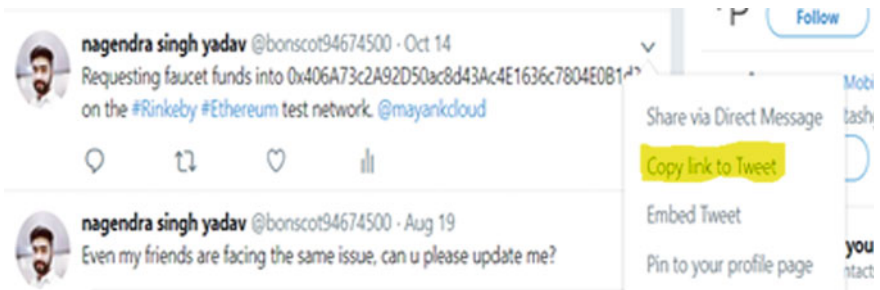 Follow
nagendra singh yadav @bonscot94674500 · Oct 14
Requesting faucet funds into 0x406A73c2A92D50ac8d43Ac4E1636c7804E0B1d
on the #Rinkeby #Ethereum test network. @mayankcloud
Share via Direct Message
Copy link to Tweet
Embed Tweet
Pin to your profile page
nagendra singh yadav @bonscot94674500 · Aug 19
Even my friends are facing the same issue, can u please update me?
you